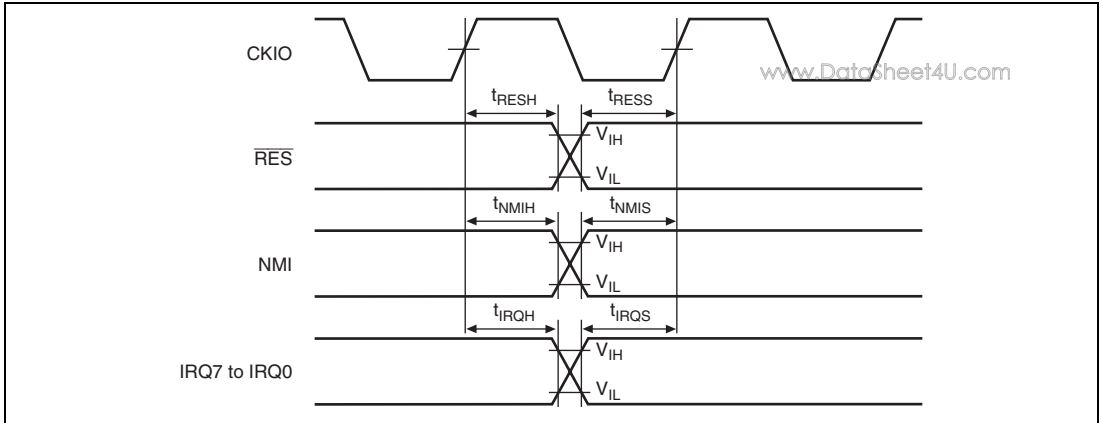 CKIO
www.DataSheet4U.com
tRESH tRESS
RES
VIH
VIL
tNMIH tNMIS
NMI
VIH
VIL
tIRQH tIRQS
IRQ7 to IRQ0
VIH
VIL